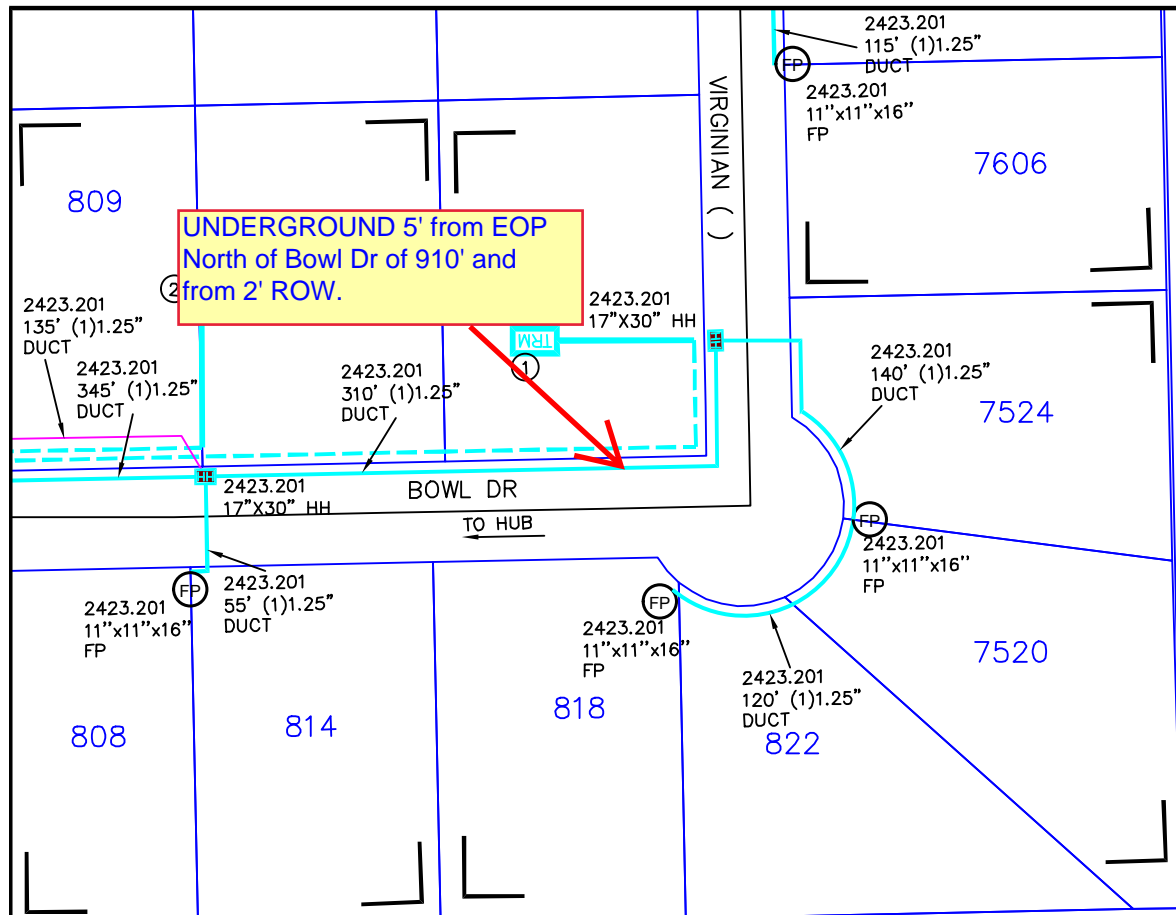 2423.201
115' (1)1.25”
DUCT
FP
2423.201
11”x11”x16”
FP
VIRGINIAN ( )
7606
809
UNDERGROUND 5' from EOP
North of Bowl Dr of 910' and
from 2' ROW.
2
2423.201
17”X30” HH
2423.201
135' (1)1.25”
DUCT
2423.201
345' (1)1.25”
DUCT
2423.201
310' (1)1.25”
DUCT
TRM
1
2423.201
140' (1)1.25”
DUCT
7524
2423.201
17”X30” HH
BOWL DR
TO HUB
FP
2423.201
11”x11”x16”
FP
FP
2423.201
11”x11”x16”
FP
2423.201
55' (1)1.25”
DUCT
FP
2423.201
11”x11”x16”
FP
2423.201
120' (1)1.25”
DUCT
7520
808
814
818
822